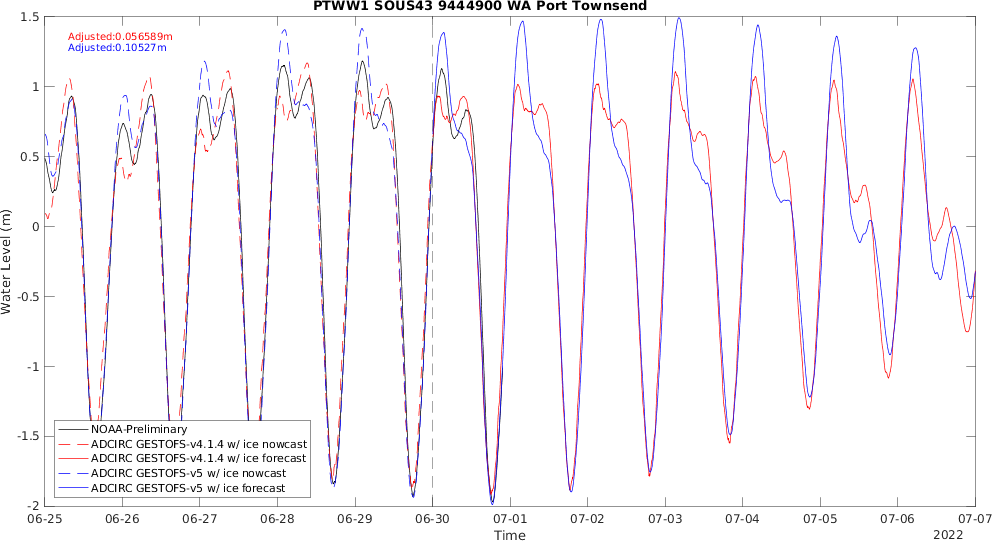 PTWW1 SOUS43 9444900 WA Port Townsend
Adjusted:0.056589m
Adjusted:0.10527m
1.5
1
0.5
0
-0.5
-1
-1.5
-2
Water Level (m)
NOAA-Preliminary
ADCIRC GESTOFS-v4.1.4 w/ ice nowcast
ADCIRC GESTOFS-v4.1.4 w/ ice forecast
ADCIRC GESTOFS-v5 w/ ice nowcast
ADCIRC GESTOFS-v5 w/ ice forecast
06-25 06-26 06-27 06-28 06-29 06-30 07-01 07-02 07-03 07-04 07-05 07-06 07-07
Time
2022